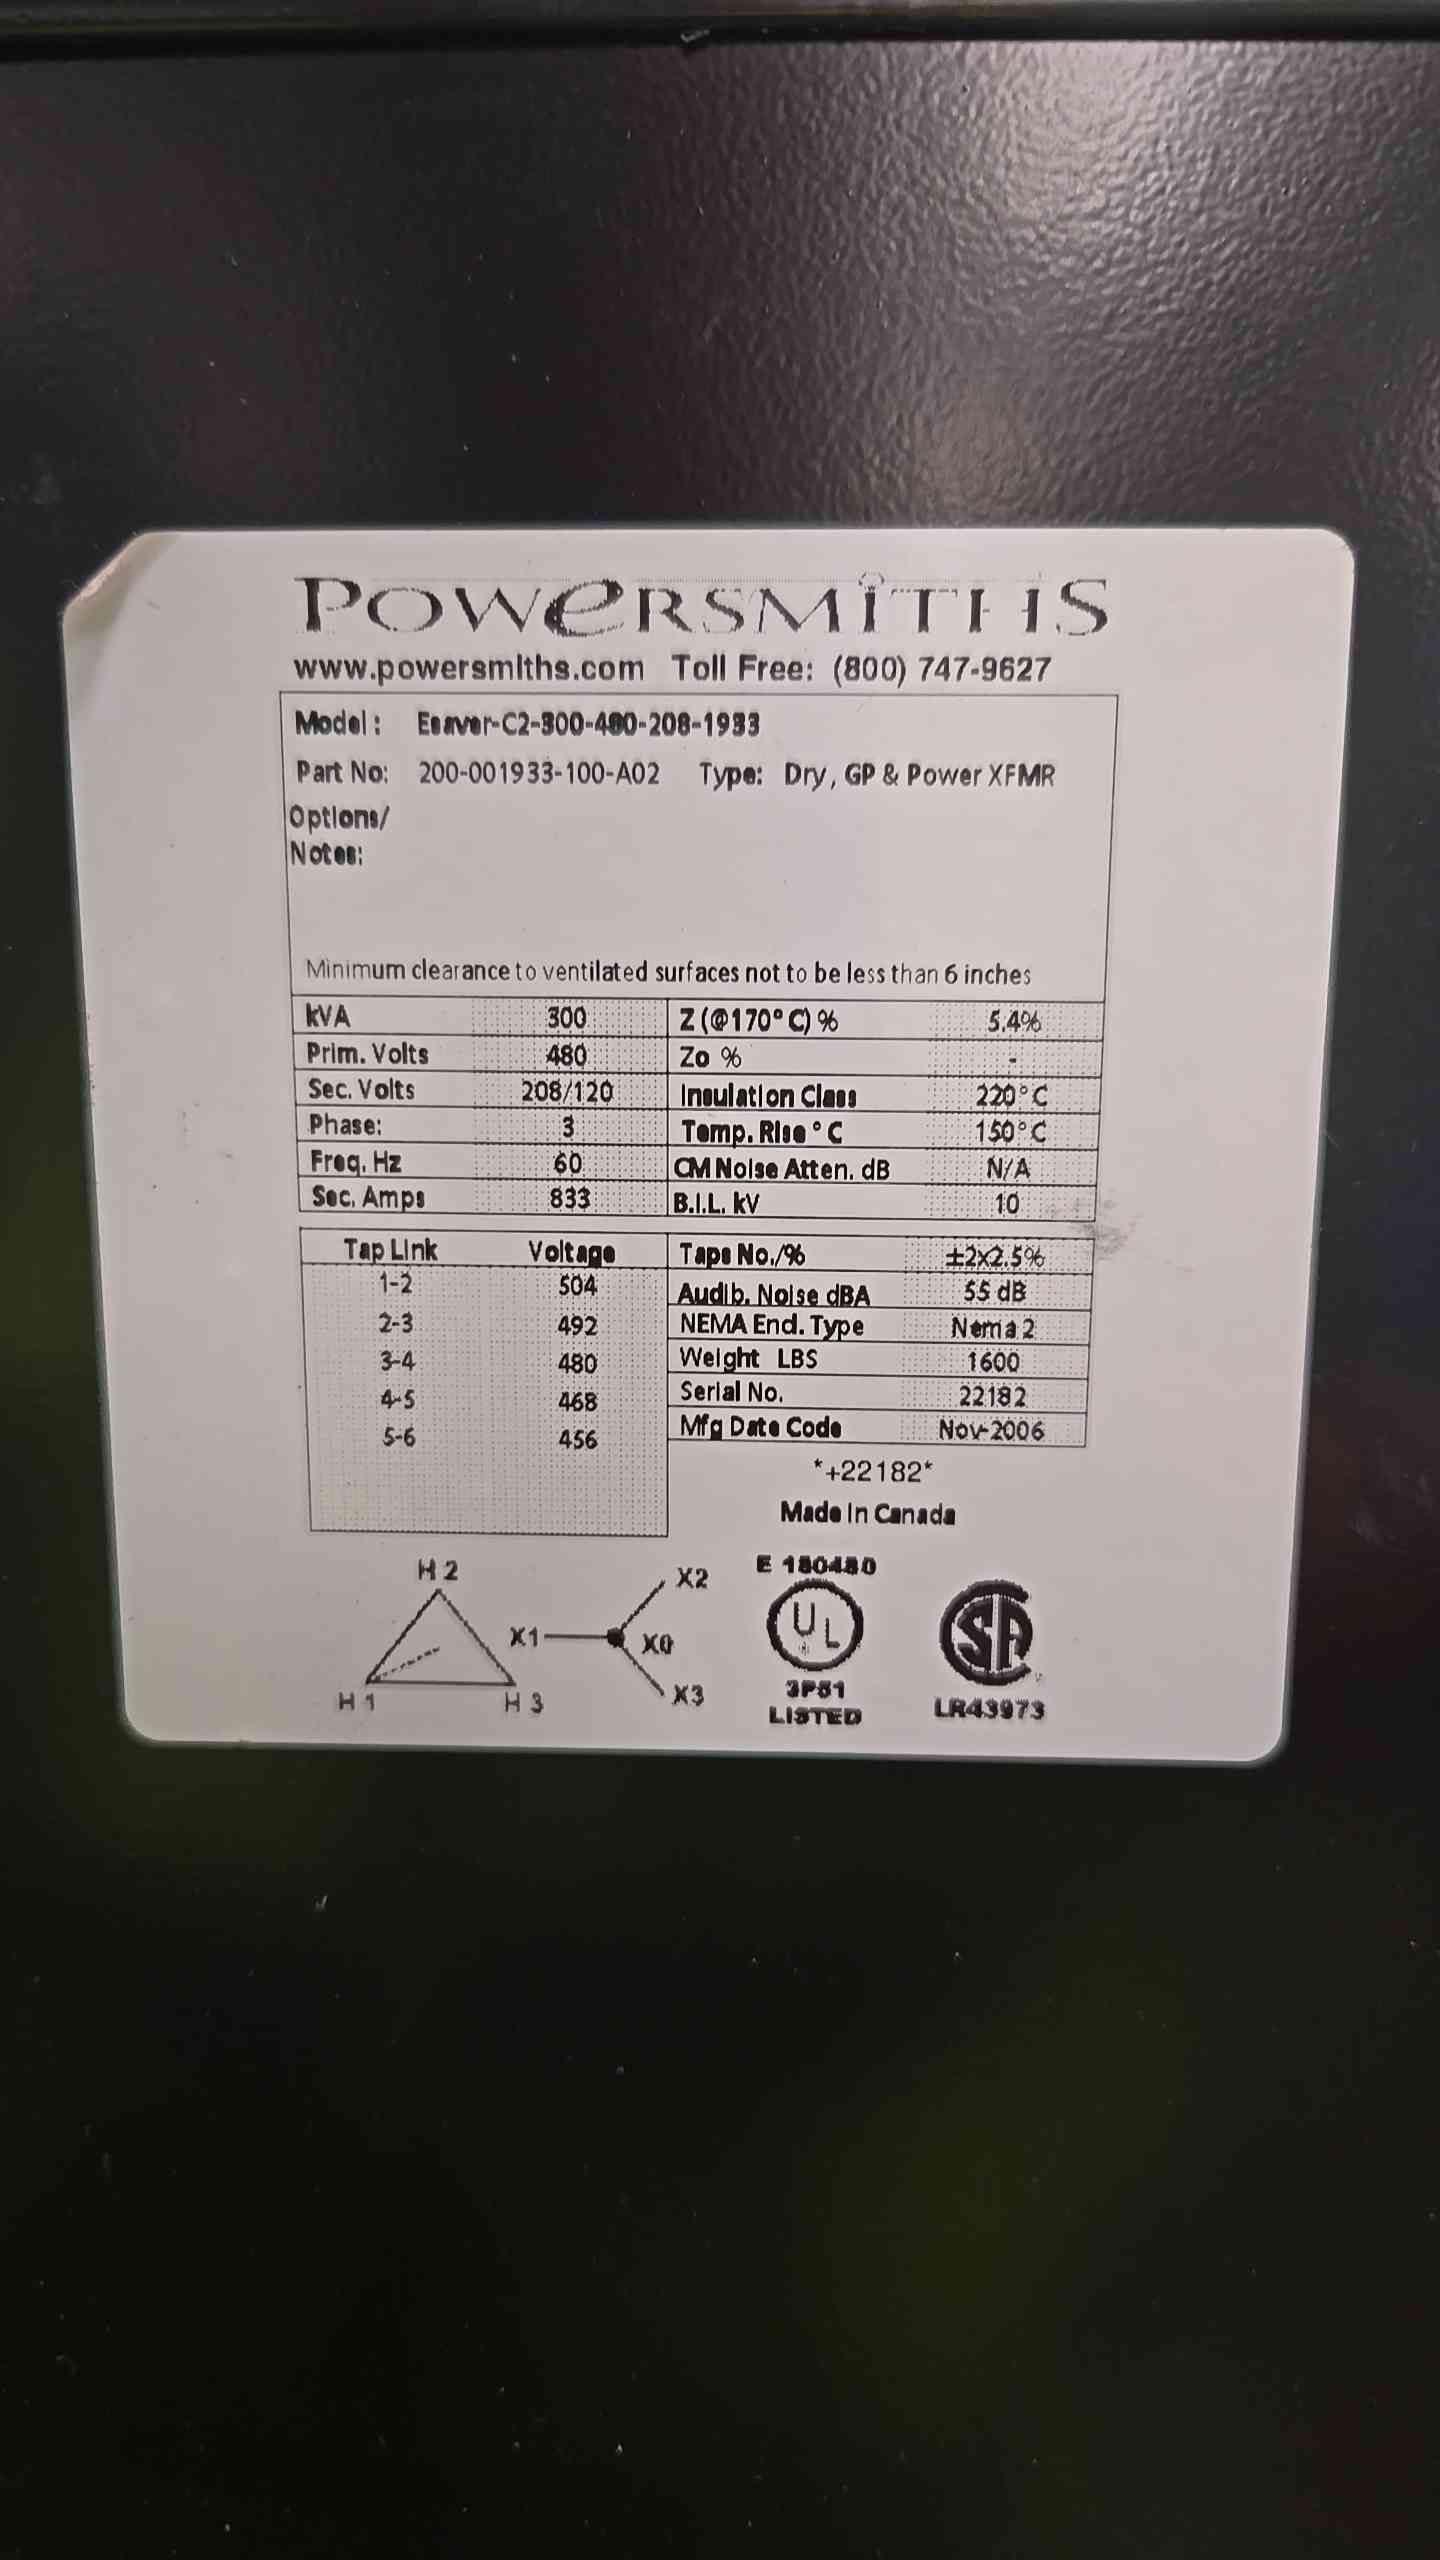 POWERSMITHS
www.powersmiths.com Toll Free: (800) 747-9627
Model: Esaver-C2-300-480-208-1933
Part No: 200-001933-100-A02 Type: Dry, GP & Power XFMR
Options/
Notes:
Minimum clearance to ventilated surfaces not to be less than 6 inches
kVA 300 Z (@170°C) % 5.4%
Prim. Volts 480 Zo % -
Sec. Volts 208/120 Insulation Class 220°C
Phase: 3 Temp. Rise °C 150°C
Freq. Hz 60 CM Noise Atten. dB N/A
Sec. Amps 833 B.I.L. kV 10
Tap Link Voltage Taps No./% ±2x2.5%
1-2 504 Audib. Noise dBA 55 dB
2-3 492 NEMA Encl. Type Nema 2
3-4 480 Weight LBS 1600
4-5 468 Serial No. 22182
5-6 456 Mfg Date Code Nov-2006
*+22182*
Made in Canada
H2 X2 E 180480
X1 X0 UL SA
H1 H3 X3 3P51 LR43973
LISTED